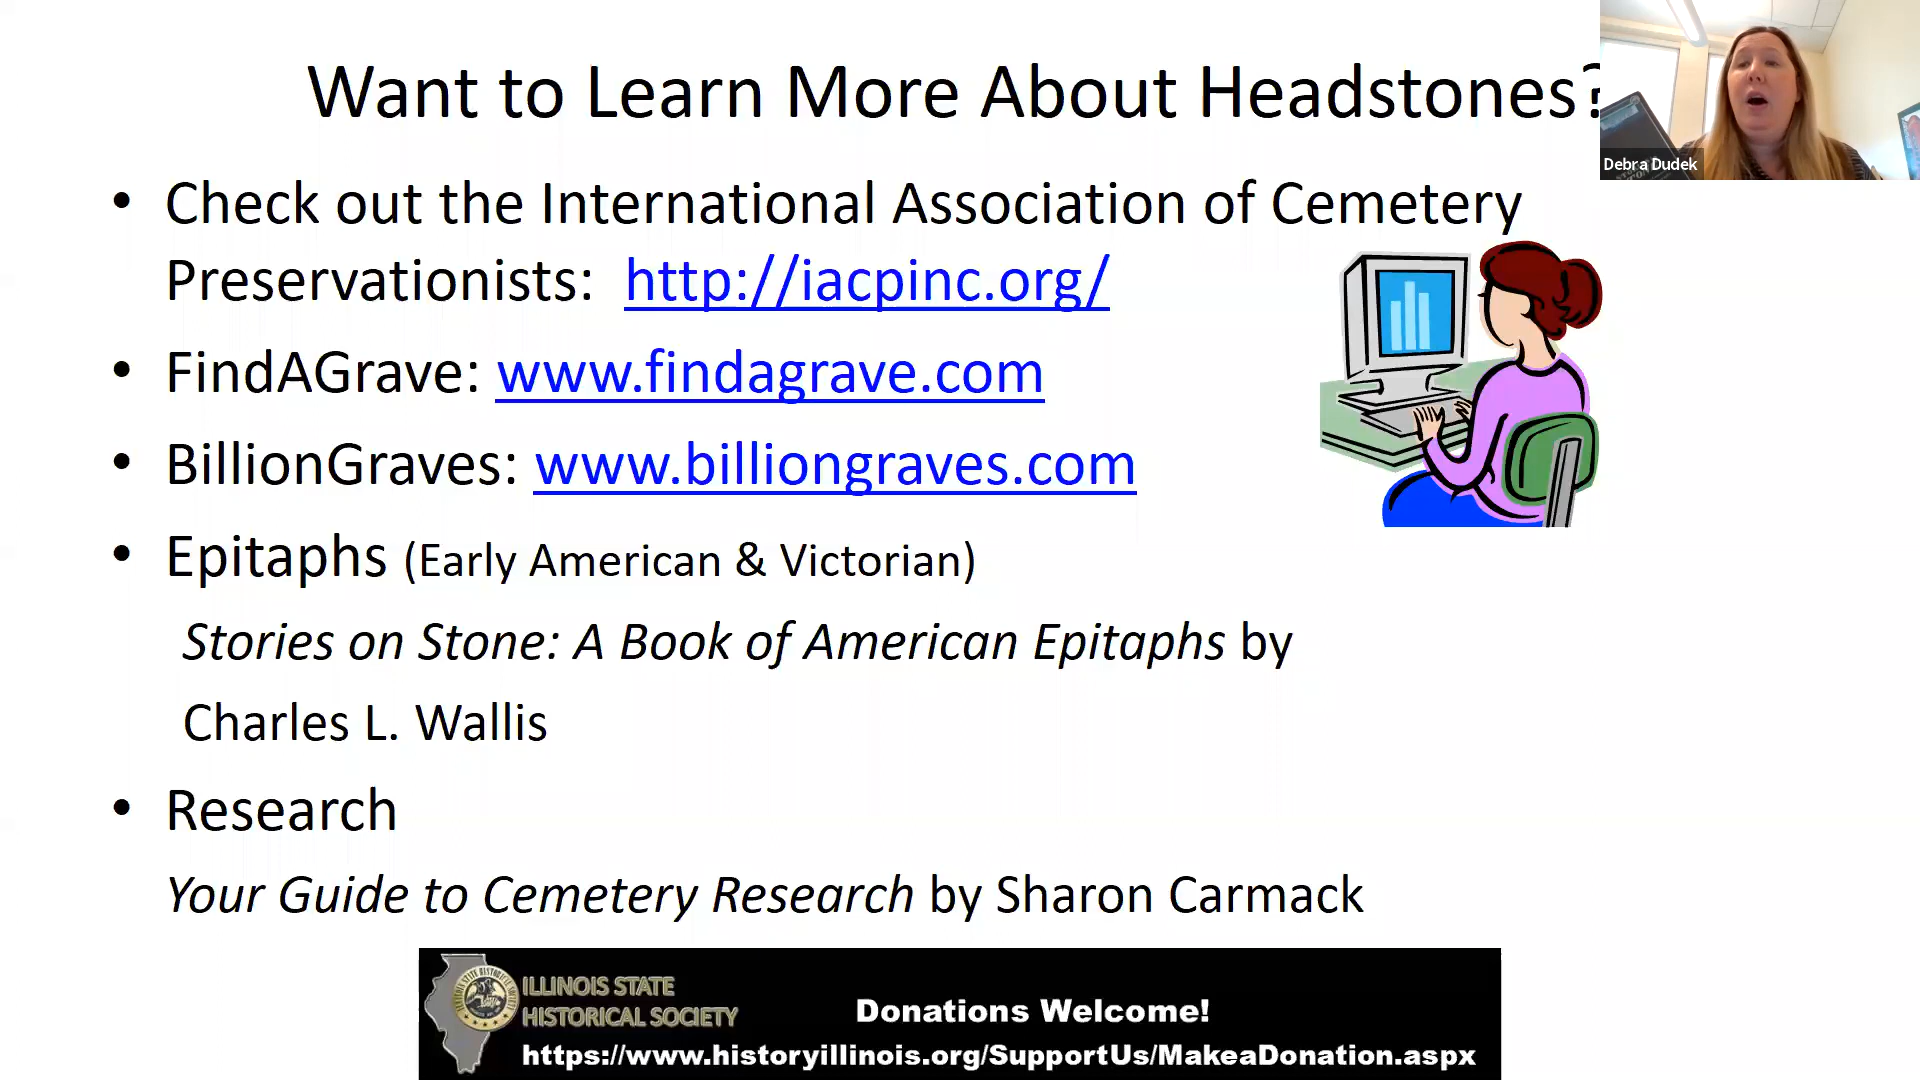 Want to Learn More About Headstones?
Debra Dudek
• Check out the International Association of Cemetery
Preservationists: http://iacpinc.org/
• FindAGrave: www.findagrave.com
• BillionGraves: www.billiongraves.com
• Epitaphs (Early American & Victorian)
Stories on Stone: A Book of American Epitaphs by
Charles L. Wallis
• Research
Your Guide to Cemetery Research by Sharon Carmack
ILLINOIS STATE
HISTORICAL SOCIETY
Donations Welcome!
https://www.historyillinois.org/SupportUs/MakeaDonation.aspx